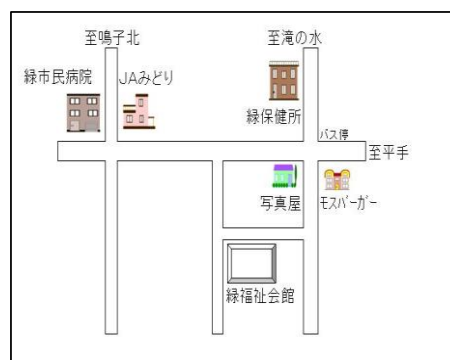 至鳴子北
至滝の水
緑市民病院
JAみどり
緑保健所
バス停
至平手
写真屋
モスバーガー
緑福祉会館